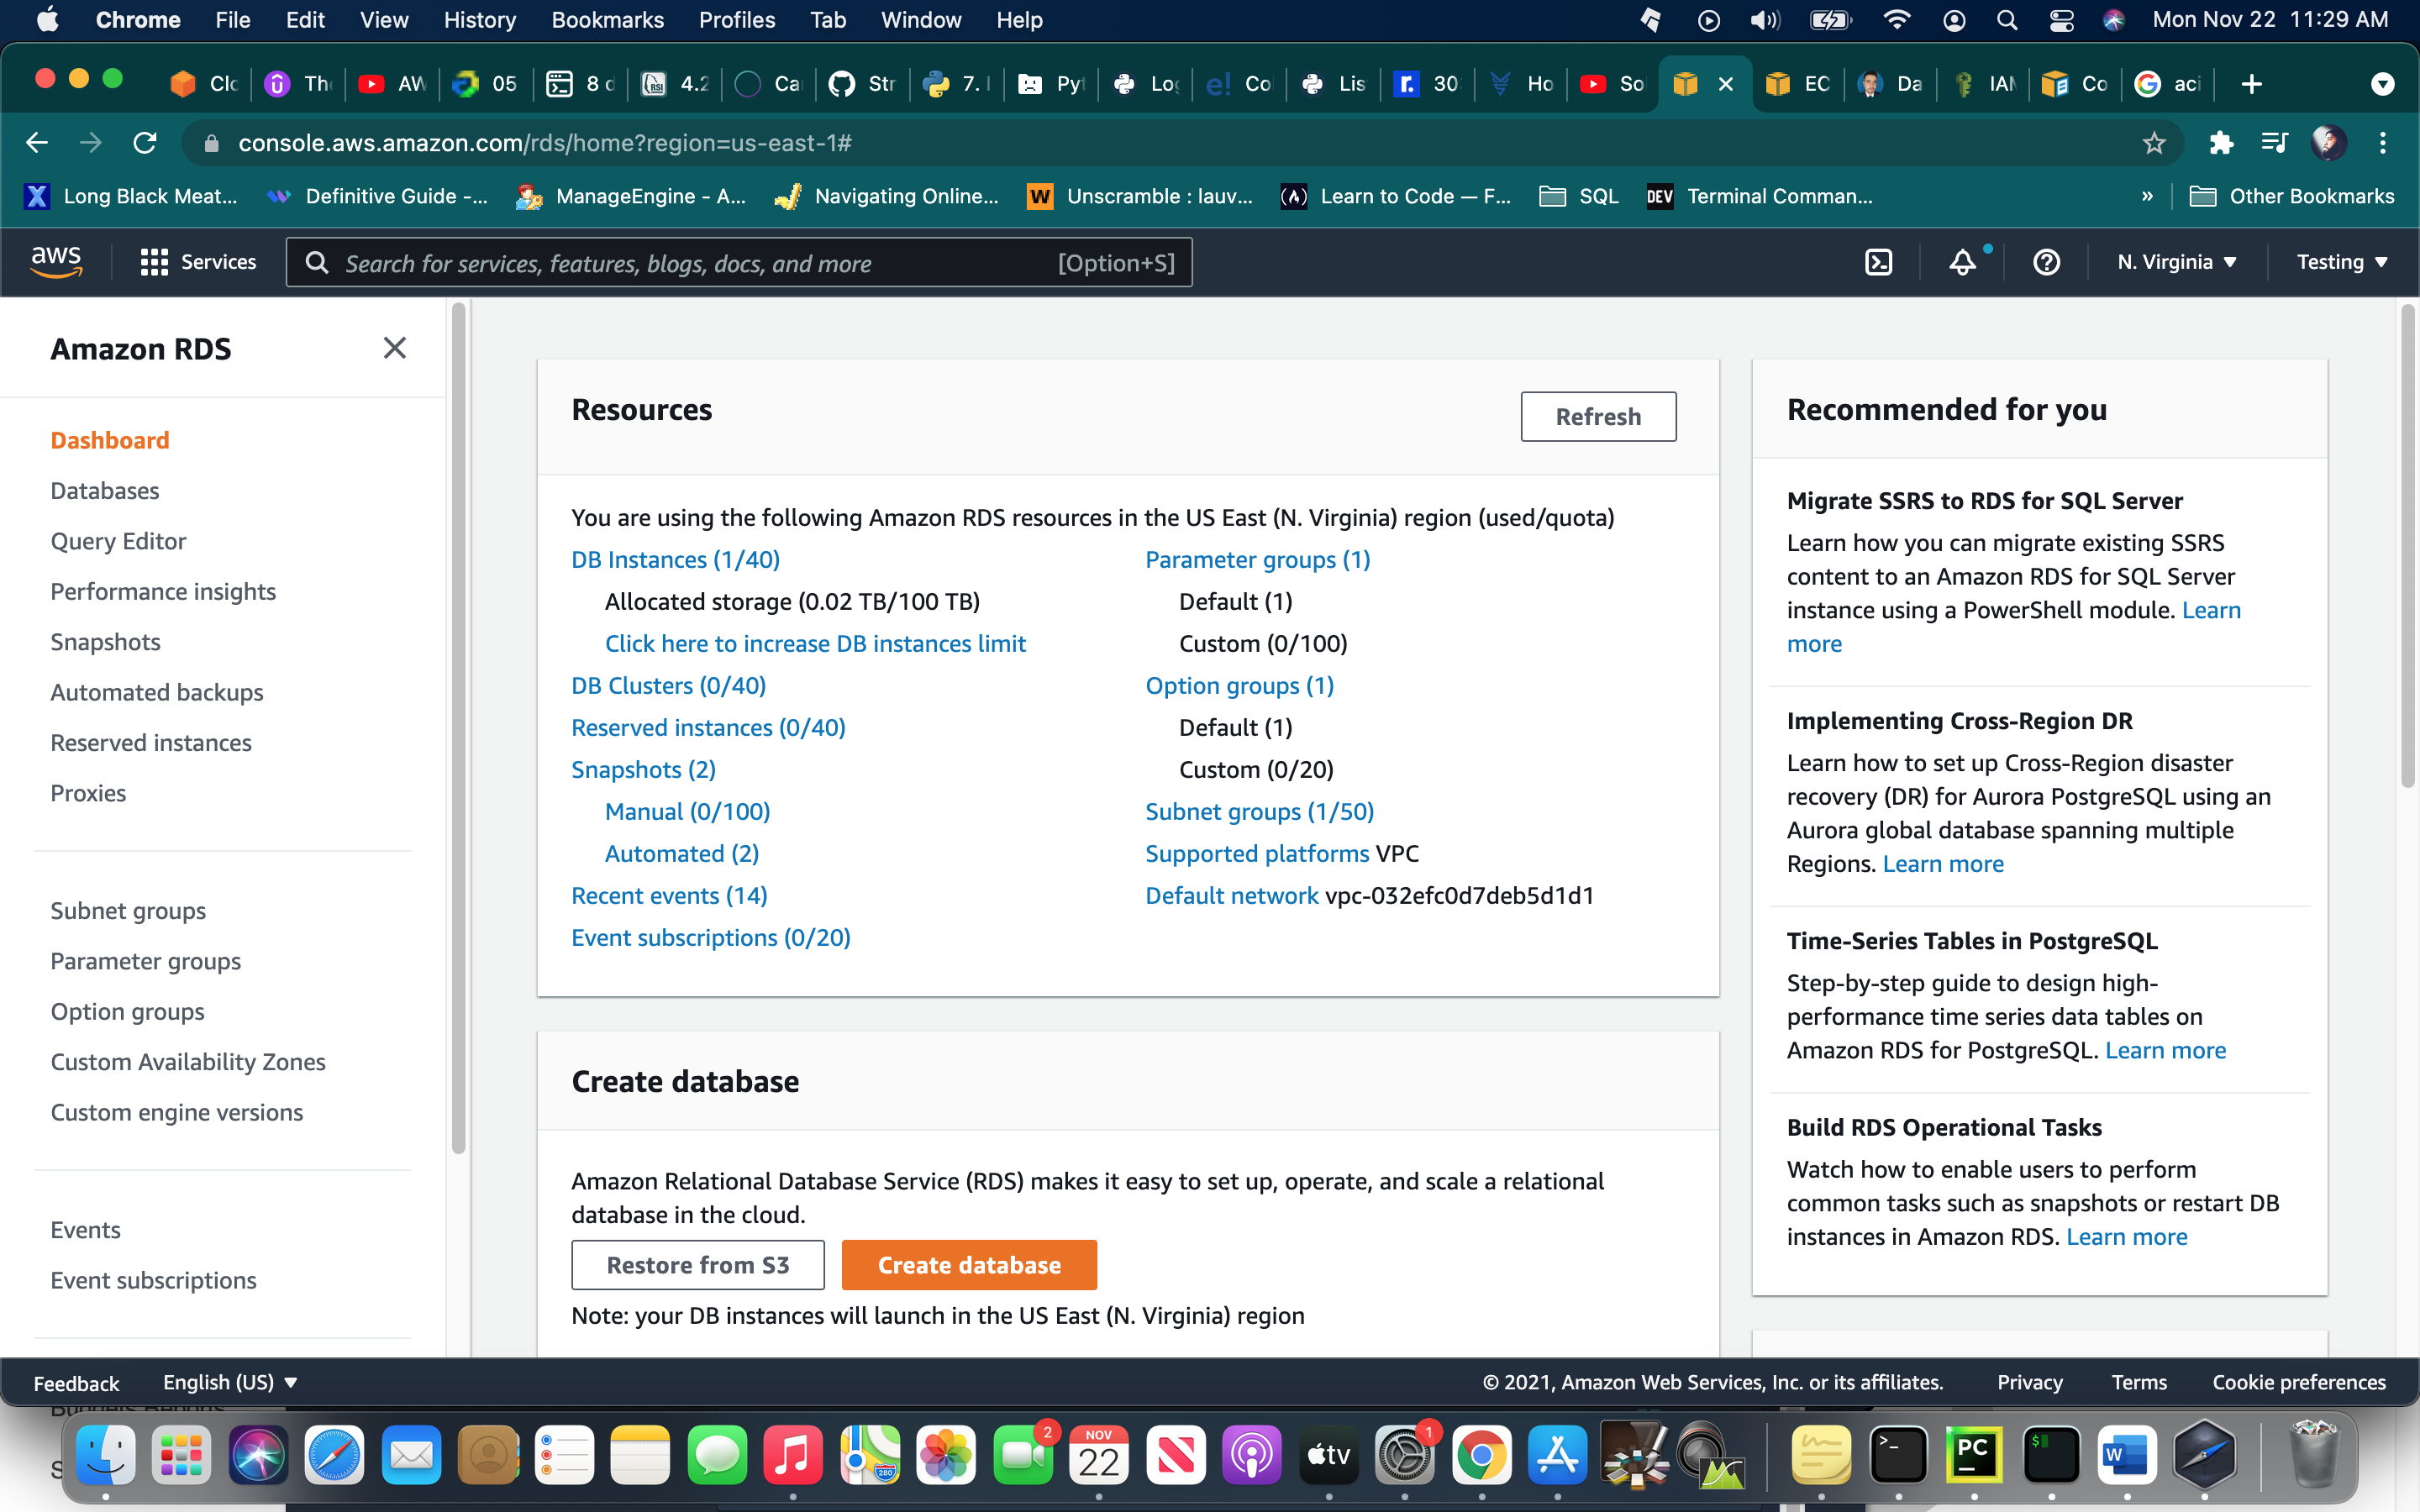 Chrome File Edit View History Bookmarks Profiles Tab Window Help Mon Nov 22 11:29 AM
Clo The AW 05 8 d 4.2 Ca Str 7. I Pyt Log Co Lis 30 Ho So EC Da IAM Co aci
console.aws.amazon.com/rds/home?region=us-east-1#
Long Black Meat... Definitive Guide -... ManageEngine - A... Navigating Online... Unscramble : lauv... Learn to Code — F... SQL DEV Terminal Comman... » Other Bookmarks
aws Services Search for services, features, blogs, docs, and more [Option+S] N. Virginia Testing
Amazon RDS
Dashboard
Databases
Query Editor
Performance insights
Snapshots
Automated backups
Reserved instances
Proxies
Subnet groups
Parameter groups
Option groups
Custom Availability Zones
Custom engine versions
Events
Event subscriptions
Resources
Refresh
You are using the following Amazon RDS resources in the US East (N. Virginia) region (used/quota)
DB Instances (1/40)
Allocated storage (0.02 TB/100 TB)
Click here to increase DB instances limit
DB Clusters (0/40)
Reserved instances (0/40)
Snapshots (2)
Manual (0/100)
Automated (2)
Recent events (14)
Event subscriptions (0/20)
Parameter groups (1)
Default (1)
Custom (0/100)
Option groups (1)
Default (1)
Custom (0/20)
Subnet groups (1/50)
Supported platforms VPC
Default network vpc-032efc0d7deb5d1d1
Create database
Amazon Relational Database Service (RDS) makes it easy to set up, operate, and scale a relational
database in the cloud.
Restore from S3 Create database
Note: your DB instances will launch in the US East (N. Virginia) region
Recommended for you
Migrate SSRS to RDS for SQL Server
Learn how you can migrate existing SSRS
content to an Amazon RDS for SQL Server
instance using a PowerShell module. Learn
more
Implementing Cross-Region DR
Learn how to set up Cross-Region disaster
recovery (DR) for Aurora PostgreSQL using an
Aurora global database spanning multiple
Regions. Learn more
Time-Series Tables in PostgreSQL
Step-by-step guide to design high-
performance time series data tables on
Amazon RDS for PostgreSQL. Learn more
Build RDS Operational Tasks
Watch how to enable users to perform
common tasks such as snapshots or restart DB
instances in Amazon RDS. Learn more
Feedback English (US) © 2021, Amazon Web Services, Inc. or its affiliates. Privacy Terms Cookie preferences
2 NOV 22 280 tv 1 PC W